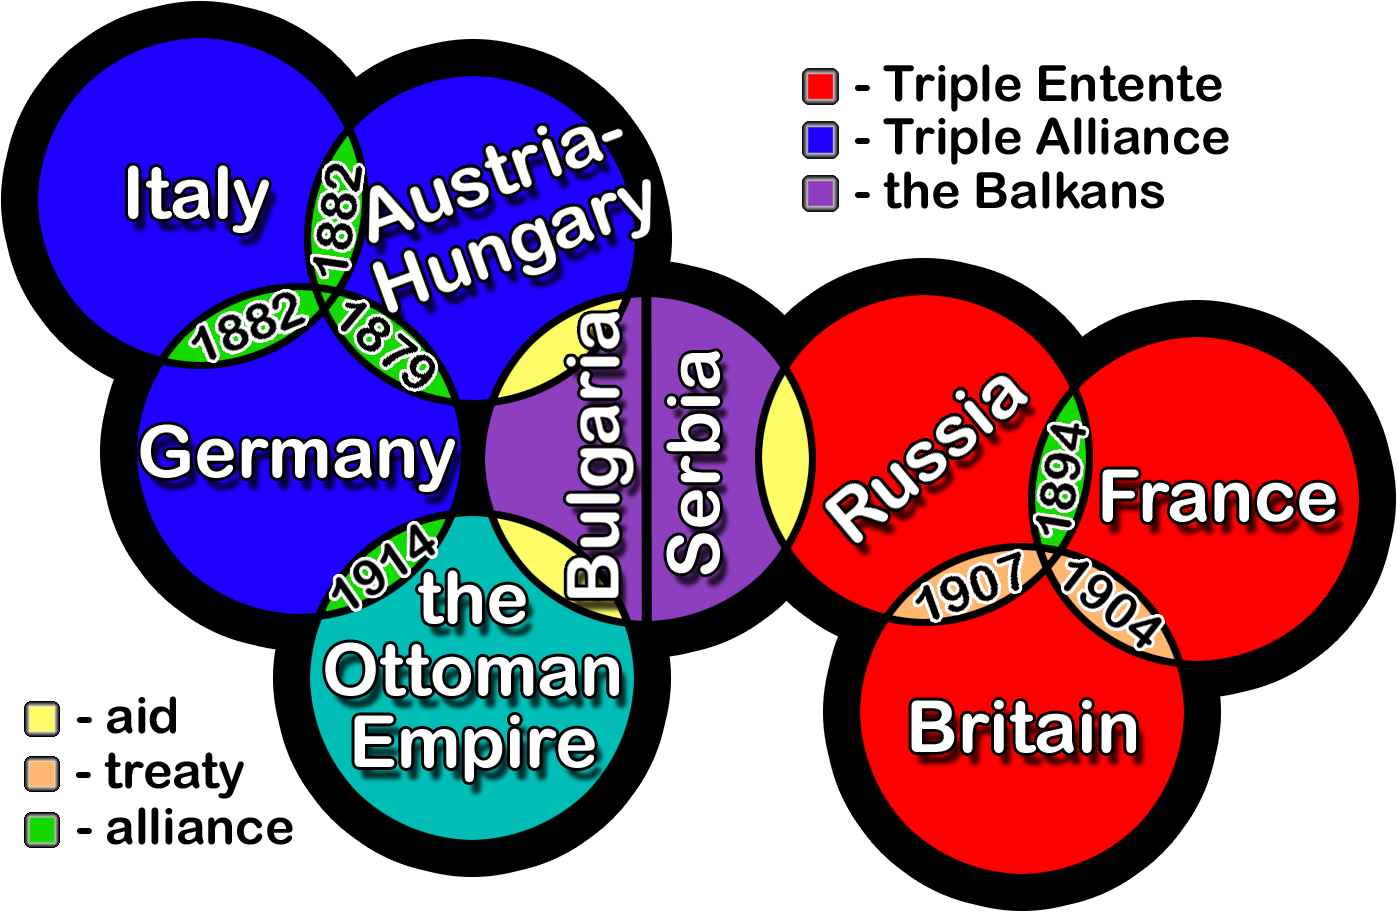 Italy
Austria-
Hungary
1882
1882
1879
Germany
1914
the
Ottoman
Empire
Bulgaria
Serbia
Russia
France
1894
1907
1904
Britain
- Triple Entente
- Triple Alliance
- the Balkans
- aid
- treaty
- alliance